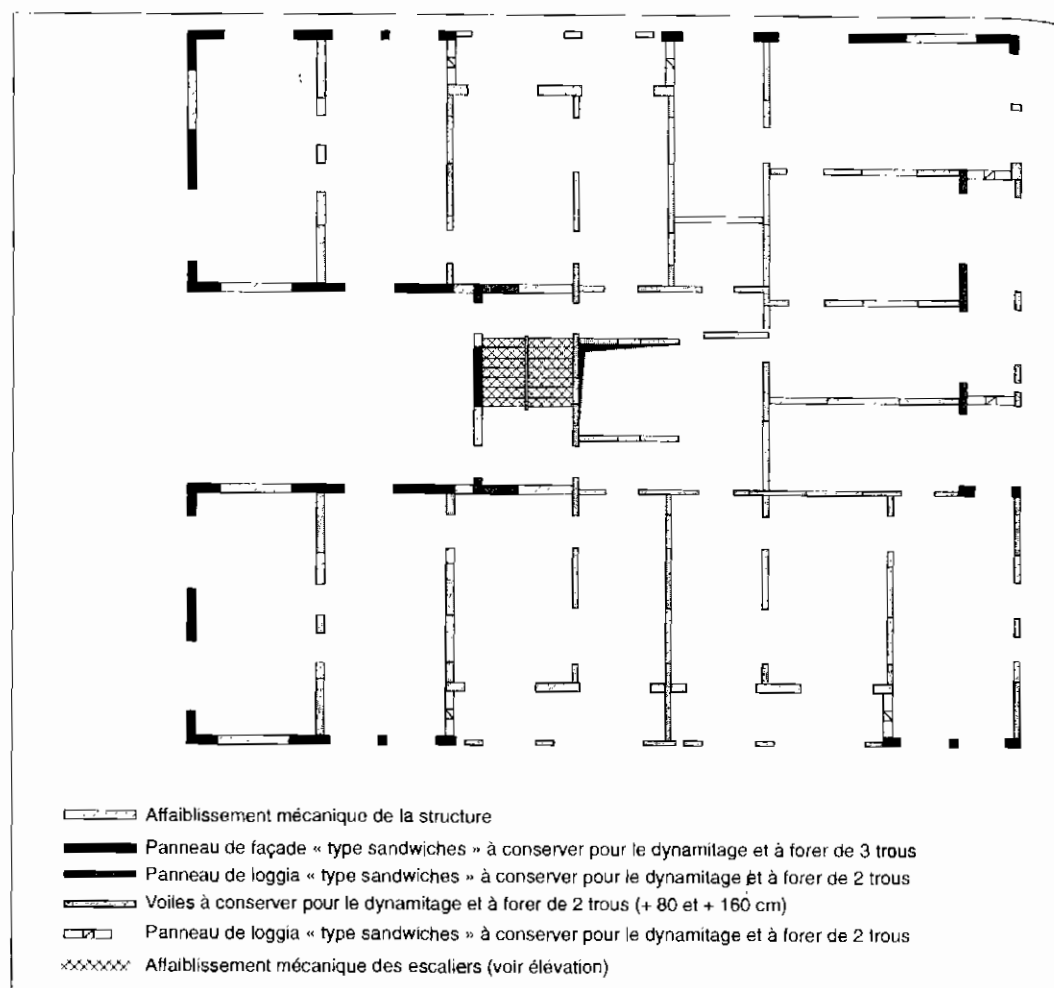 Affaiblissement mécanique de la structure
Panneau de façade « type sandwiches » à conserver pour le dynamitage et à forer de 3 trous
Panneau de loggia « type sandwiches » à conserver pour le dynamitage et à forer de 2 trous
Voiles à conserver pour le dynamitage et à forer de 2 trous (+ 80 et + 160 cm)
Panneau de loggia « type sandwiches » à conserver pour le dynamitage et à forer de 2 trous
Affaiblissement mécanique des escaliers (voir élévation)